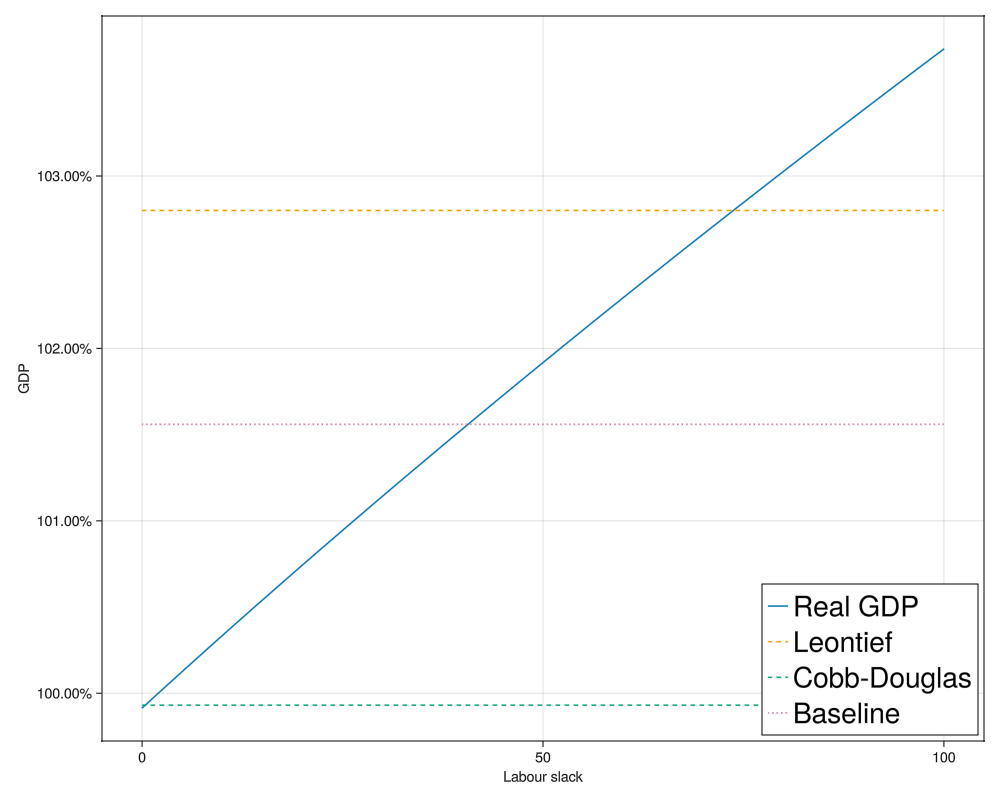 GDP
103.00%
102.00%
101.00%
100.00%
0
50
100
Labour slack
Real GDP
Leontief
Cobb-Douglas
Baseline